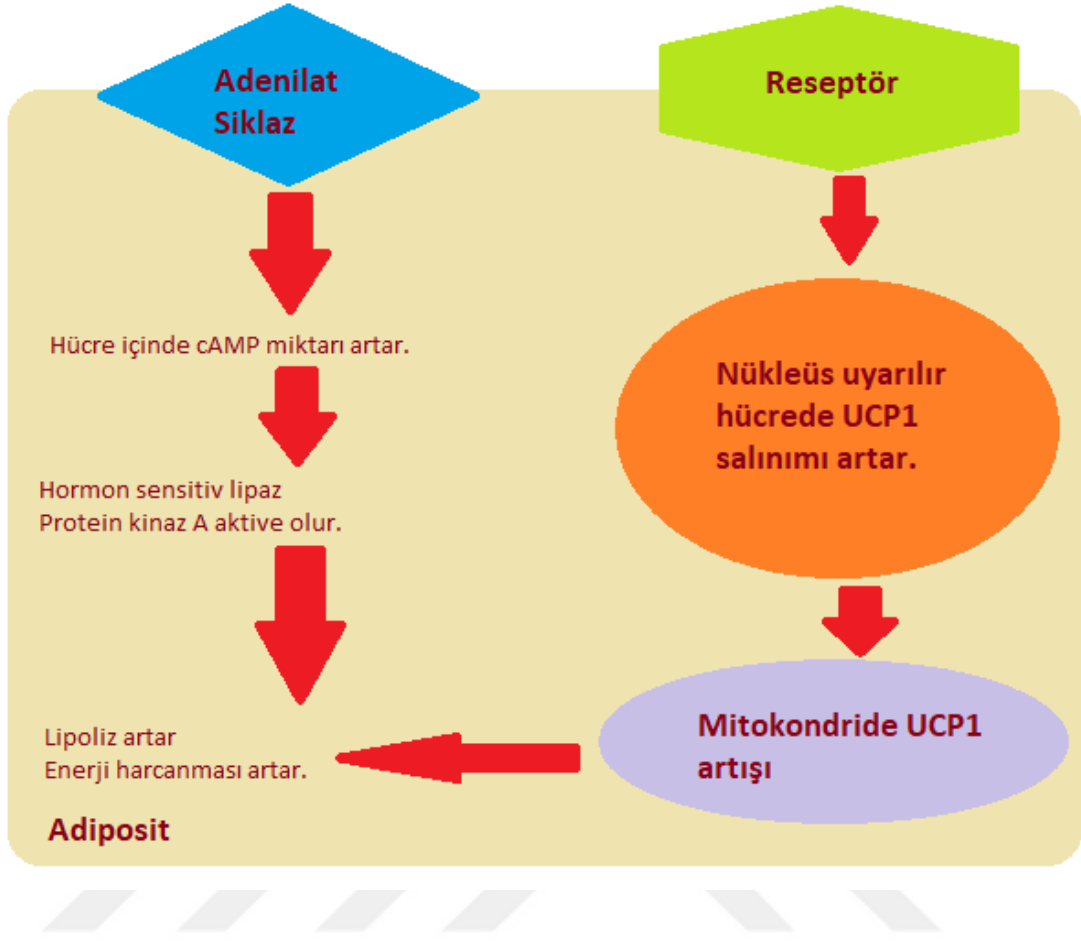 Adenilat
Siklaz
Reseptör
Hücre içinde cAMP miktarı artar.
Hormon sensitiv lipaz
Protein kinaz A aktive olur.
Nükleüs uyarılır
hücrede UCP1
salınımı artar.
Lipoliz artar
Enerji harcanması artar.
Mitokondride UCP1
artışı
Adiposit